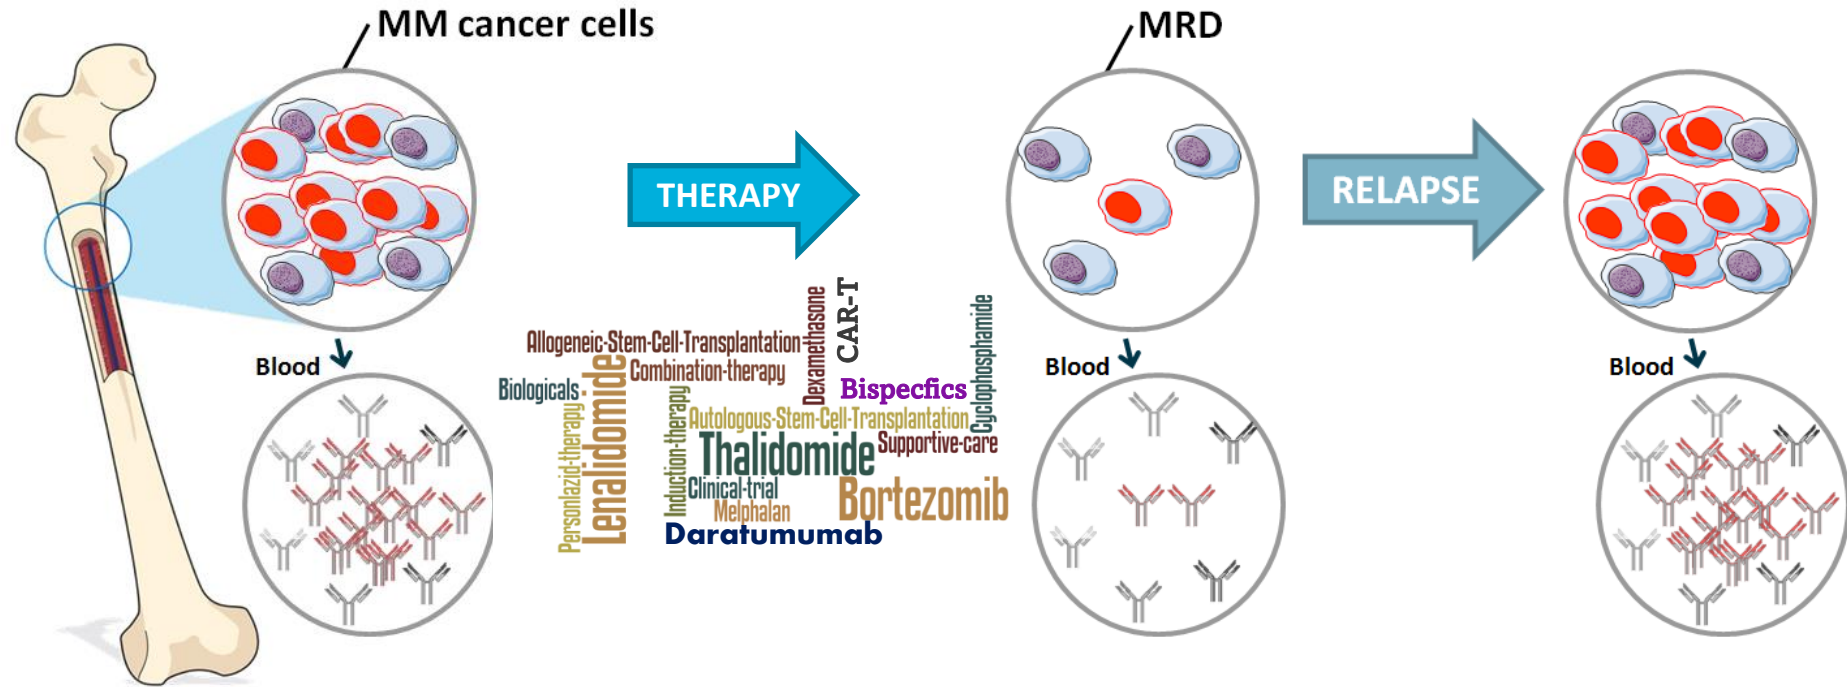 MM cancer cells
MRD
THERAPY
RELAPSE
Blood
Blood
Blood
Allogeneic-Stem-Cell-Transplantation
Dexamethasone
CAR-T
Cyclophosphamide
Combination-therapy
Biologicals
Bispecfics
Lenalidomide
Personlazid-therapy
Induction-therapy
Autologous-Stem-Cell-Transplantation
Thalidomide
Supportive-care
Clinical-trial
Melphalan
Bortezomib
Daratumumab